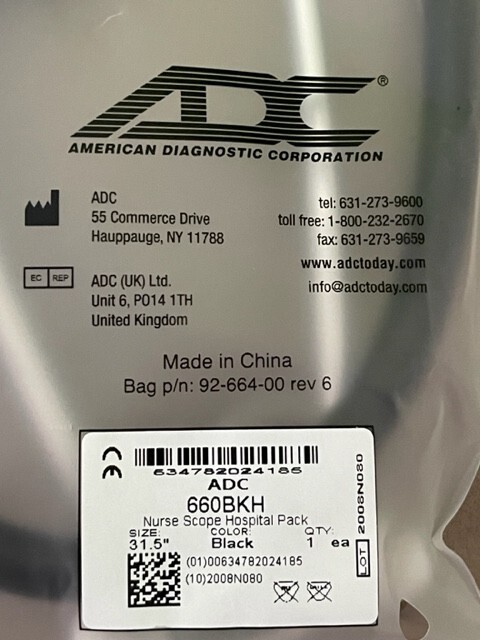 ADC®
AMERICAN DIAGNOSTIC CORPORATION
ADC
55 Commerce Drive
Hauppauge, NY 11788
tel: 631-273-9600
toll free: 1-800-232-2670
fax: 631-273-9659
www.adctoday.com
info@adctoday.com
EC REP
ADC (UK) Ltd.
Unit 6, PO14 1TH
United Kingdom
Made in China
Bag p/n: 92-664-00 rev 6
CE
634782024185
ADC
660BKH
Nurse Scope Hospital Pack
SIZE: COLOR: QTY:
31.5" Black 1 ea
(01)00634782024185
(10)2008N080
LOT 2008N080